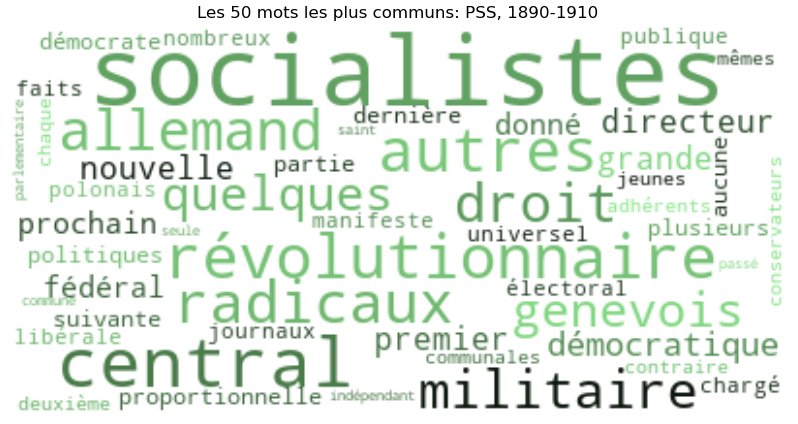 Les 50 mots les plus communs: PSS, 1890-1910
démocrate nombreux publique
socialistes mêmes
faits
parlementaire chaque allemand saint dernière donné directeur
nouvelle partie autres grande aucune
polonais quelques droit jeunes conservateurs
prochain seule manifeste universel adhérents plusieurs
politiques révolutionnaire passé
fédéral radicaux électoral
commune
suivante genevois
libérale journaux premier démocratique
central communales contraire
militaire chargé
deuxième proportionnelle indépendant